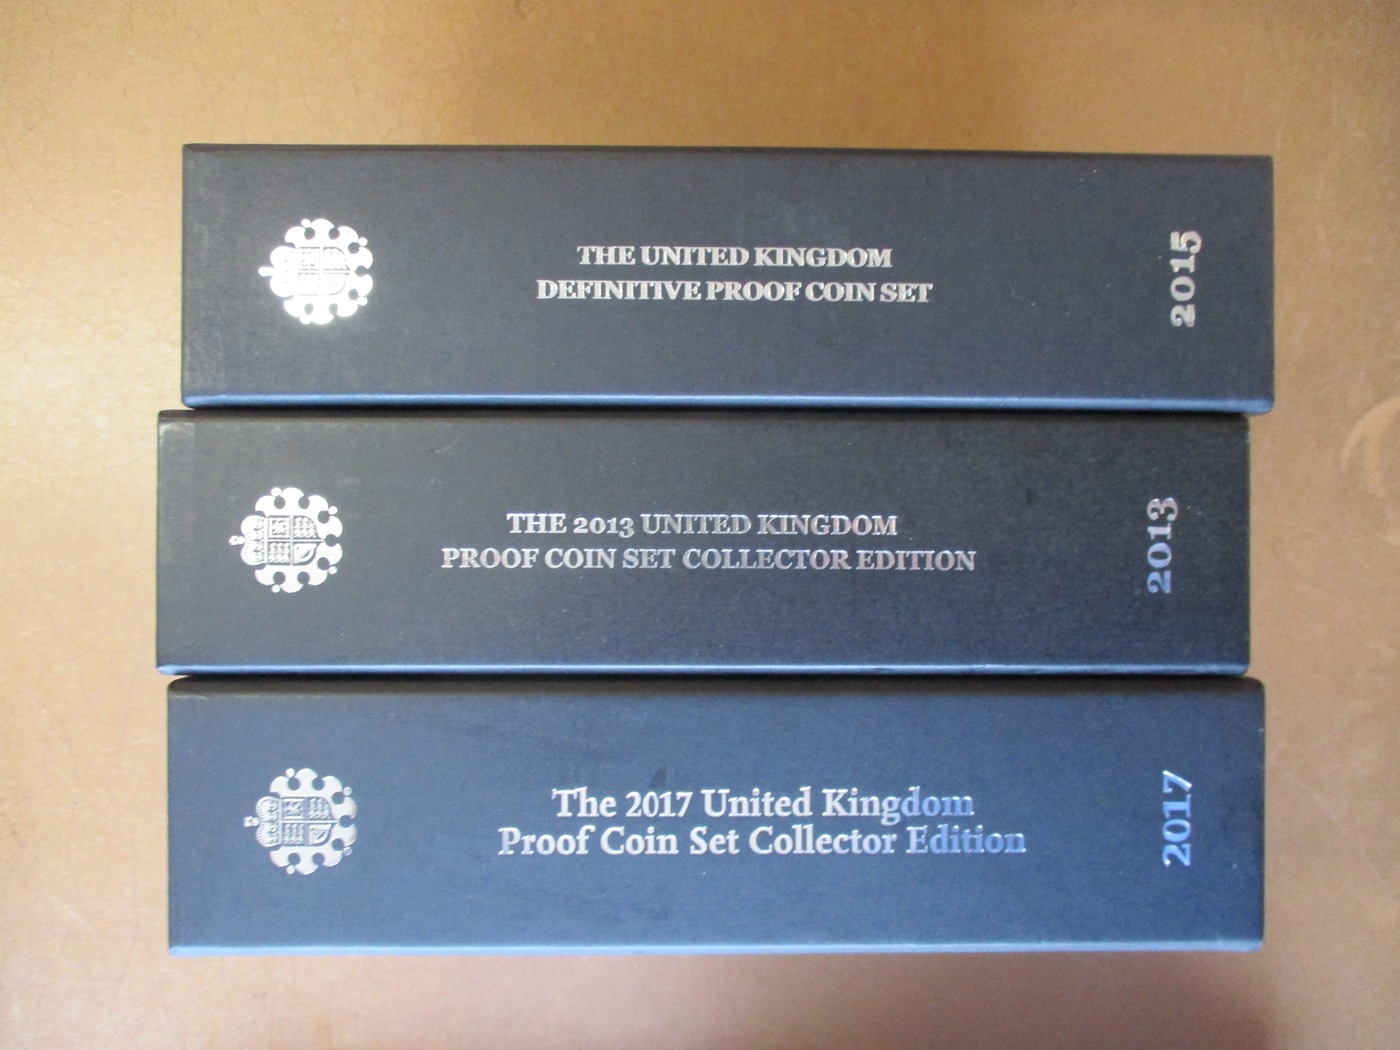 THE UNITED KINGDOM
DEFINITIVE PROOF COIN SET
2015
THE 2013 UNITED KINGDOM
PROOF COIN SET COLLECTOR EDITION
2013
The 2017 United Kingdom
Proof Coin Set Collector Edition
2017